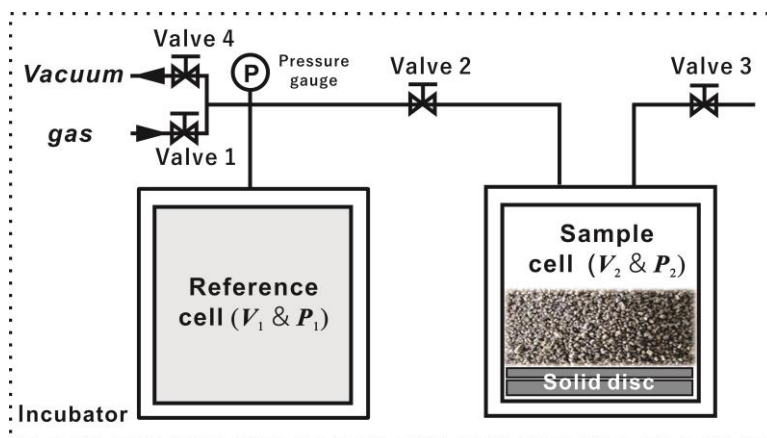 Valve 4
Vacuum
P
Pressure
gauge
Valve 2
Valve 3
gas
Valve 1
Reference
cell (V₁ & P₁)
Sample
cell (V₂ & P₂)
Solid disc
Incubator